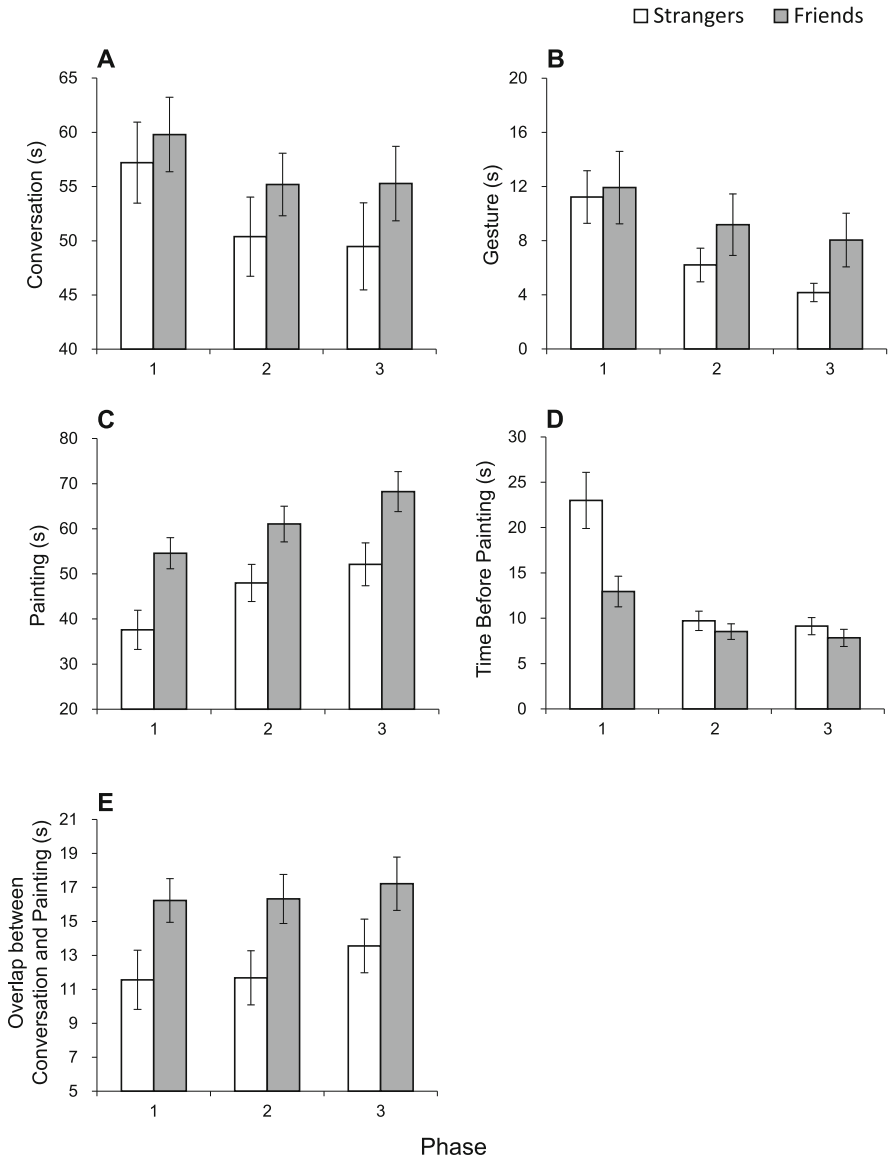 Strangers Friends
A
Conversation (s)
65
60
55
50
45
40
1 2 3
B
Gesture (s)
20
16
12
8
4
0
1 2 3
C
Painting (s)
80
70
60
50
40
30
20
1 2 3
D
Time Before Painting (s)
30
25
20
15
10
5
0
1 2 3
E
Overlap between
Conversation and Painting (s)
21
19
17
15
13
11
9
7
5
1 2 3
Phase